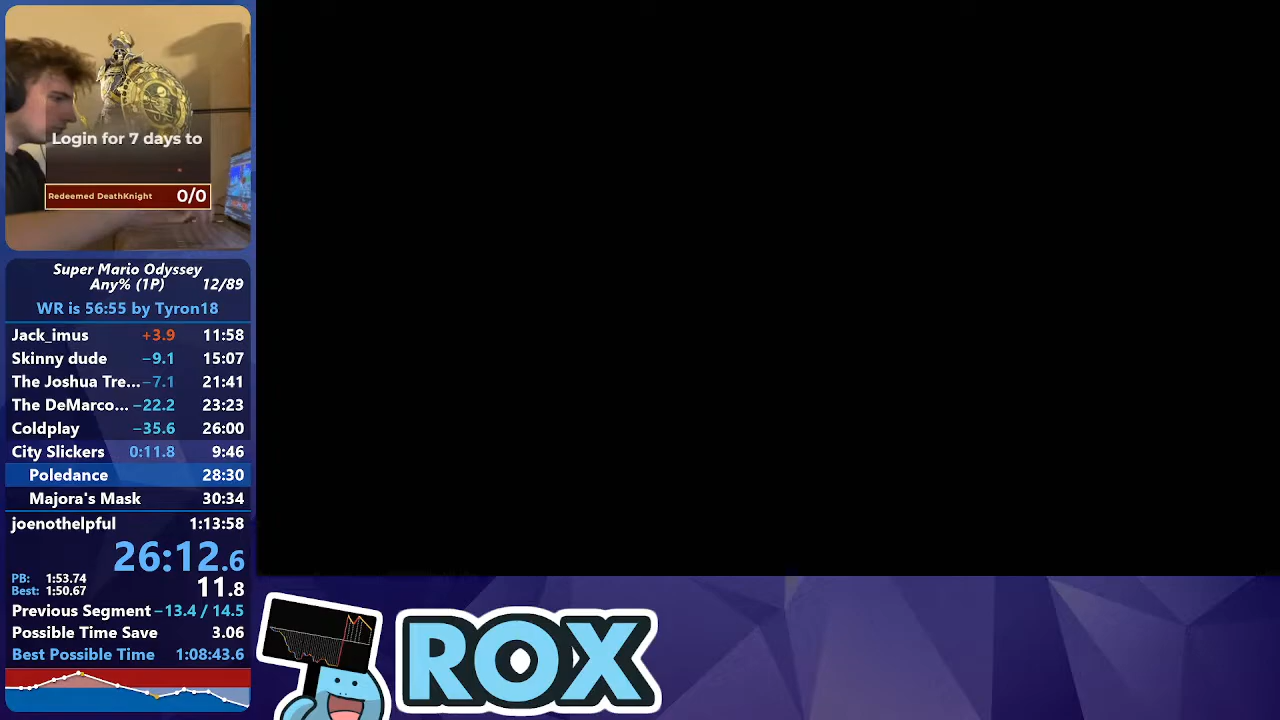 Login for 7 days to
Redeemed DeathKnight 0/0
Super Mario Odyssey
Any% (1P) 12/89
WR is 56:55 by Tyron18
Jack_imus +3.9 11:58
Skinny dude −9.1 15:07
The Joshua Tre... −7.1 21:41
The DeMarco... −22.2 23:23
Coldplay −35.6 26:00
City Slickers 0:11.8 9:46
Poledance 28:30
Majora's Mask 30:34
joenothelpful 1:13:58
26:12.6
PB: 1:53.74
Best: 1:50.67
11.8
Previous Segment −13.4 / 14.5
Possible Time Save 3.06
Best Possible Time 1:08:43.6
ROX